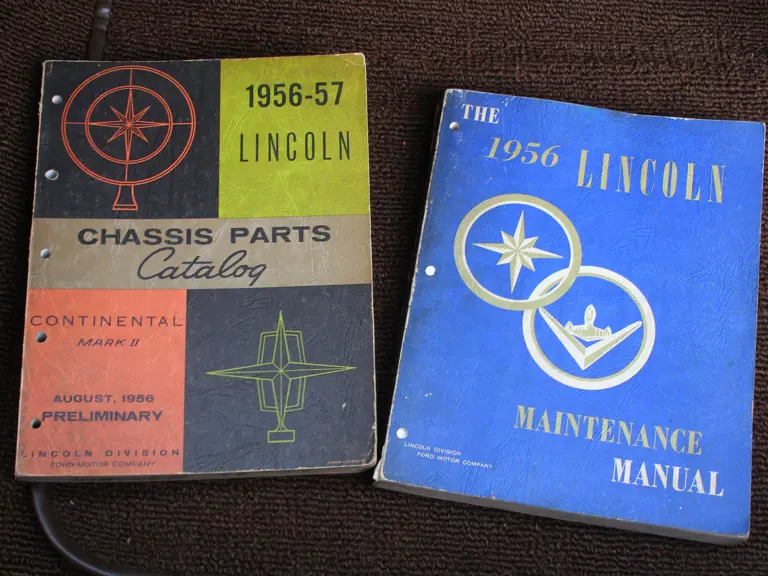 1956-57
LINCOLN
CHASSIS PARTS
Catalog
CONTINENTAL
MARK II
AUGUST, 1956
PRELIMINARY
LINCOLN DIVISION
FORD MOTOR COMPANY
THE
1956 LINCOLN
MAINTENANCE
MANUAL
LINCOLN DIVISION
FORD MOTOR COMPANY